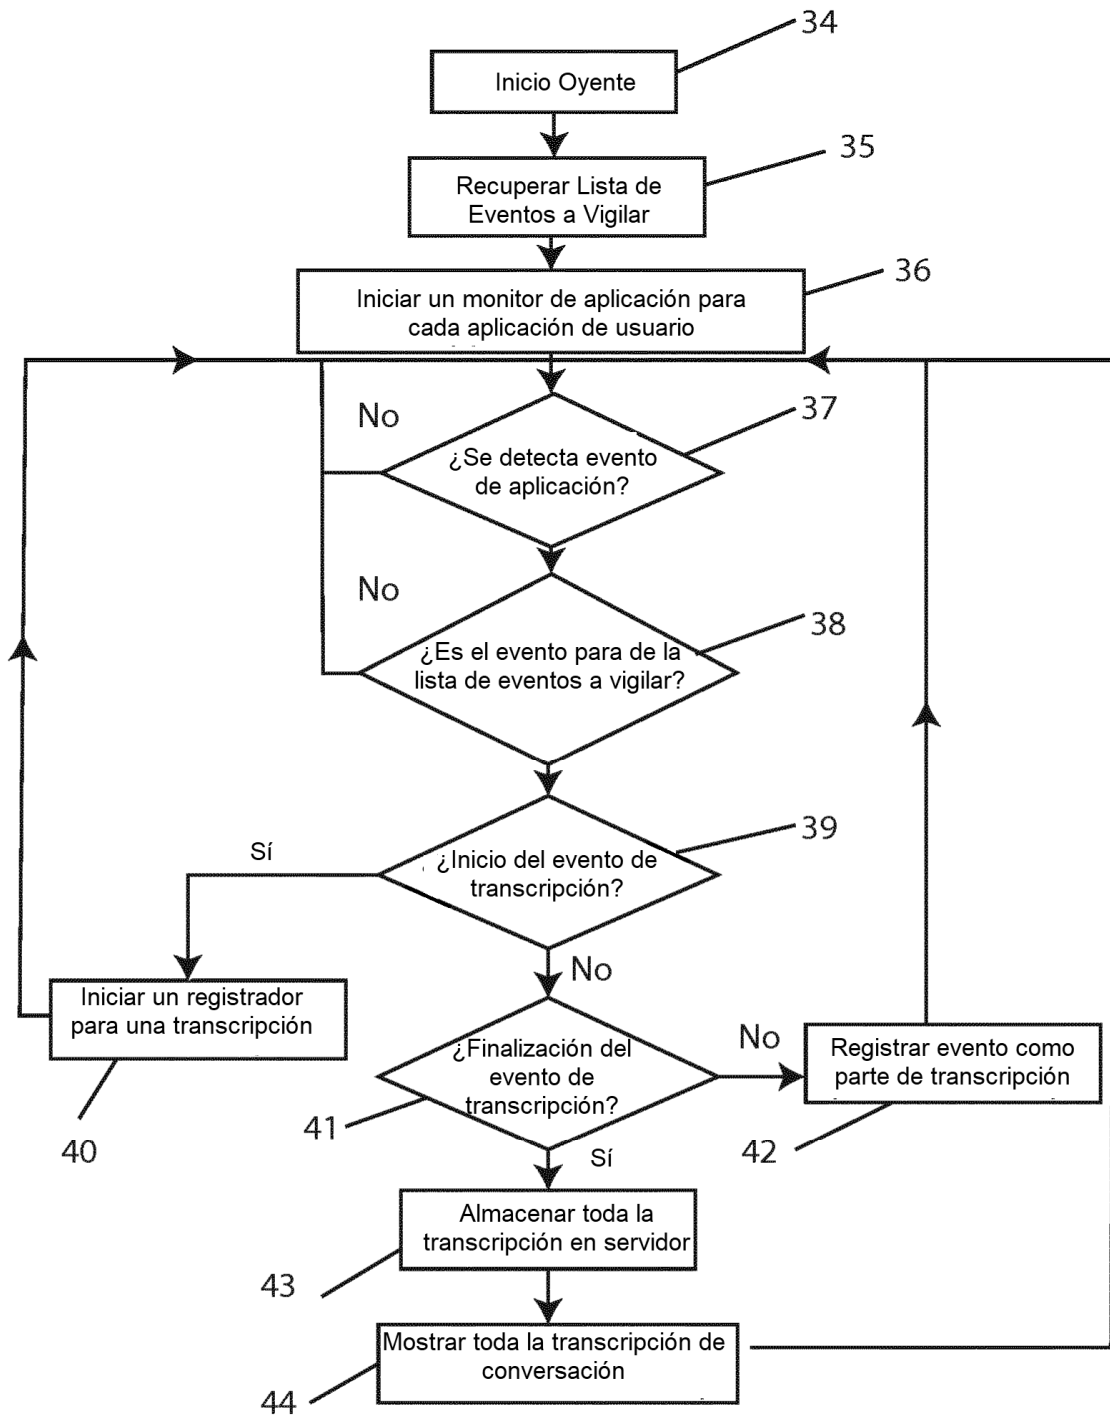 34
Inicio Oyente
35
Recuperar Lista de
Eventos a Vigilar
36
Iniciar un monitor de aplicación para
cada aplicación de usuario
No
37
¿Se detecta evento
de aplicación?
No
38
¿Es el evento para de la
lista de eventos a vigilar?
39
Sí
¿Inicio del evento de
transcripción?
No
Iniciar un registrador
para una transcripción
40
¿Finalización del
evento de
transcripción?
41
No
Registrar evento como
parte de transcripción
42
Sí
Almacenar toda la
transcripción en servidor
43
Mostrar toda la transcripción de
conversación
44